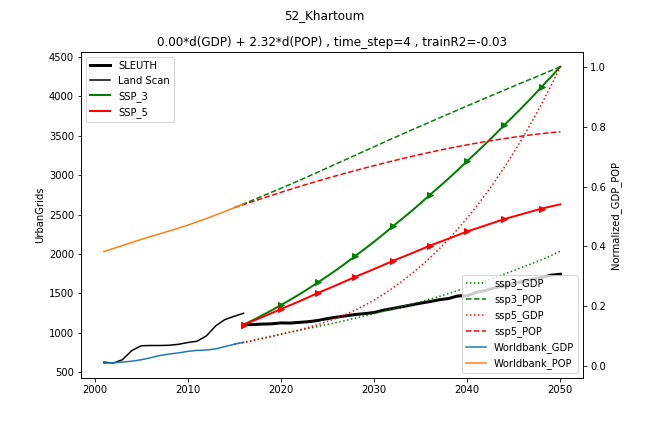 52_Khartoum
0.00*d(GDP) + 2.32*d(POP) , time_step=4 , trainR2=-0.03
SLEUTH
Land Scan
SSP_3
SSP_5
4500
4000
3500
3000
2500
2000
1500
1000
500
UrbanGrids
1.0
0.8
0.6
0.4
0.2
0.0
Normalized_GDP_POP
ssp3_GDP
ssp3_POP
ssp5_GDP
ssp5_POP
Worldbank_GDP
Worldbank_POP
2000 2010 2020 2030 2040 2050